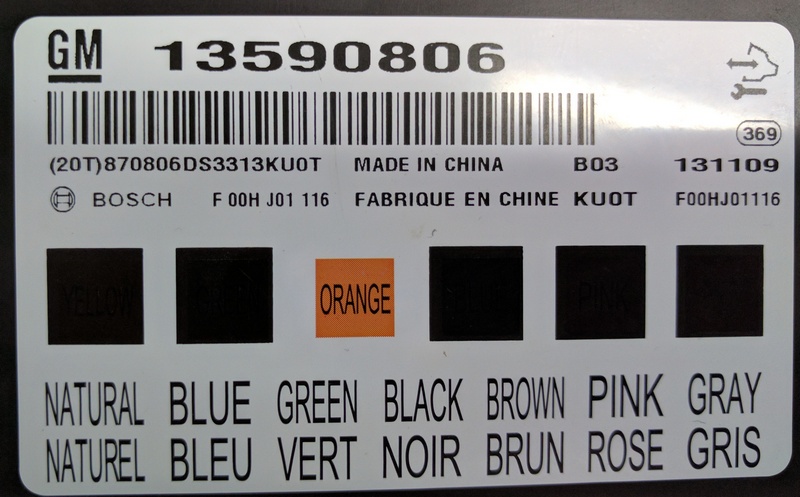 GM 13590806
369
(20T)870806DS3313KU0T MADE IN CHINA B03 131109
BOSCH F 00H J01 116 FABRIQUE EN CHINE KU0T F00HJ01116
YELLOW ORANGE PINK
NATURAL BLUE GREEN BLACK BROWN PINK GRAY
NATUREL BLEU VERT NOIR BRUN ROSE GRIS